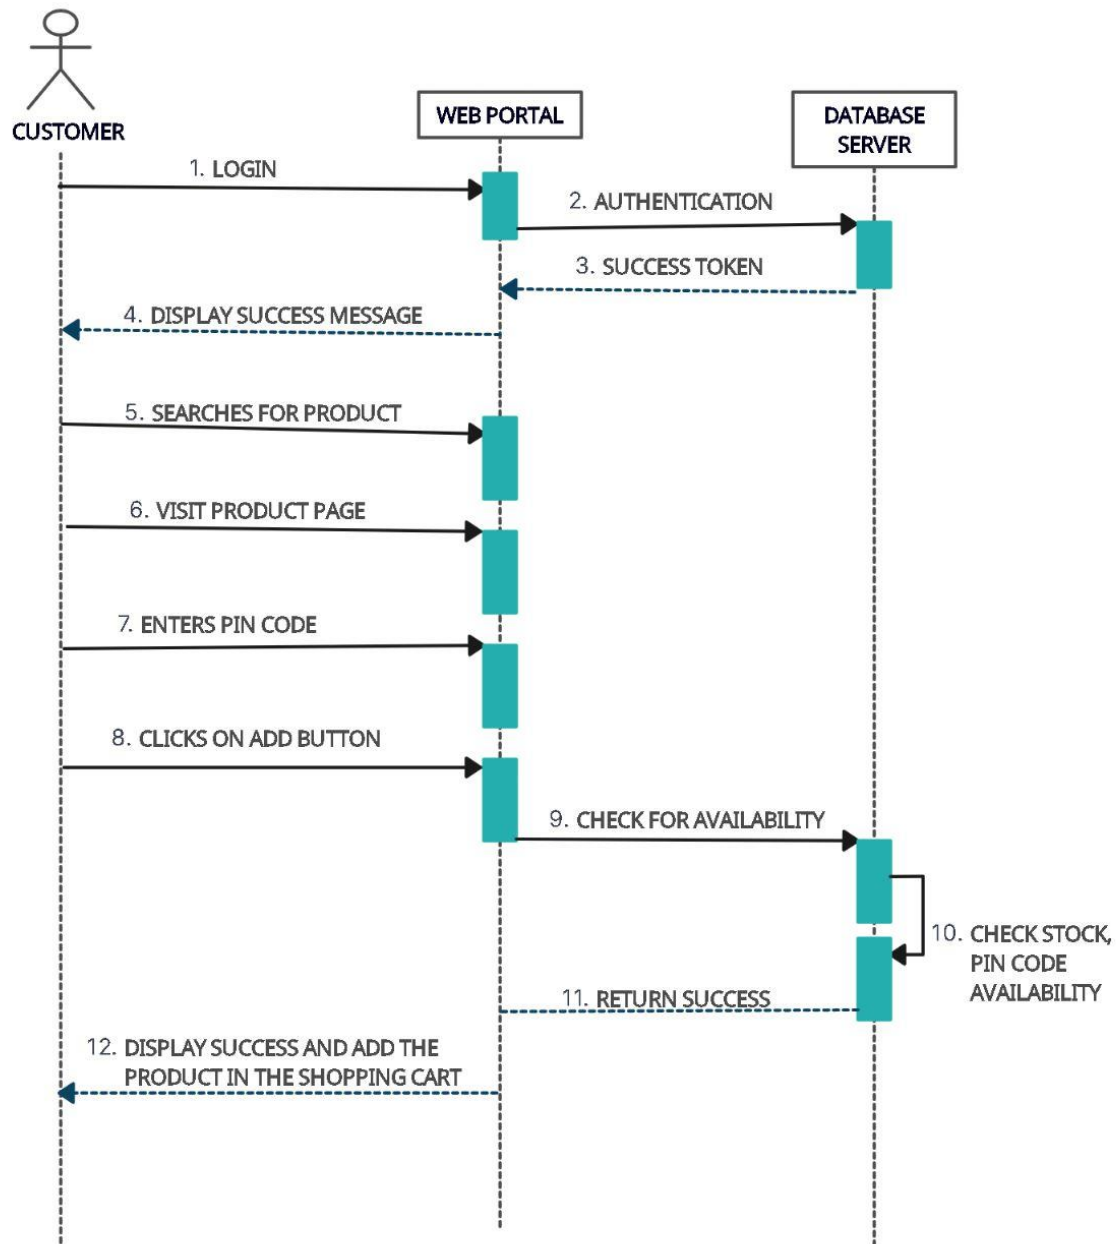 CUSTOMER
WEB PORTAL
DATABASE
SERVER
1. LOGIN
2. AUTHENTICATION
3. SUCCESS TOKEN
4. DISPLAY SUCCESS MESSAGE
5. SEARCHES FOR PRODUCT
6. VISIT PRODUCT PAGE
7. ENTERS PIN CODE
8. CLICKS ON ADD BUTTON
9. CHECK FOR AVAILABILITY
10. CHECK STOCK,
PIN CODE
AVAILABILITY
11. RETURN SUCCESS
12. DISPLAY SUCCESS AND ADD THE
PRODUCT IN THE SHOPPING CART